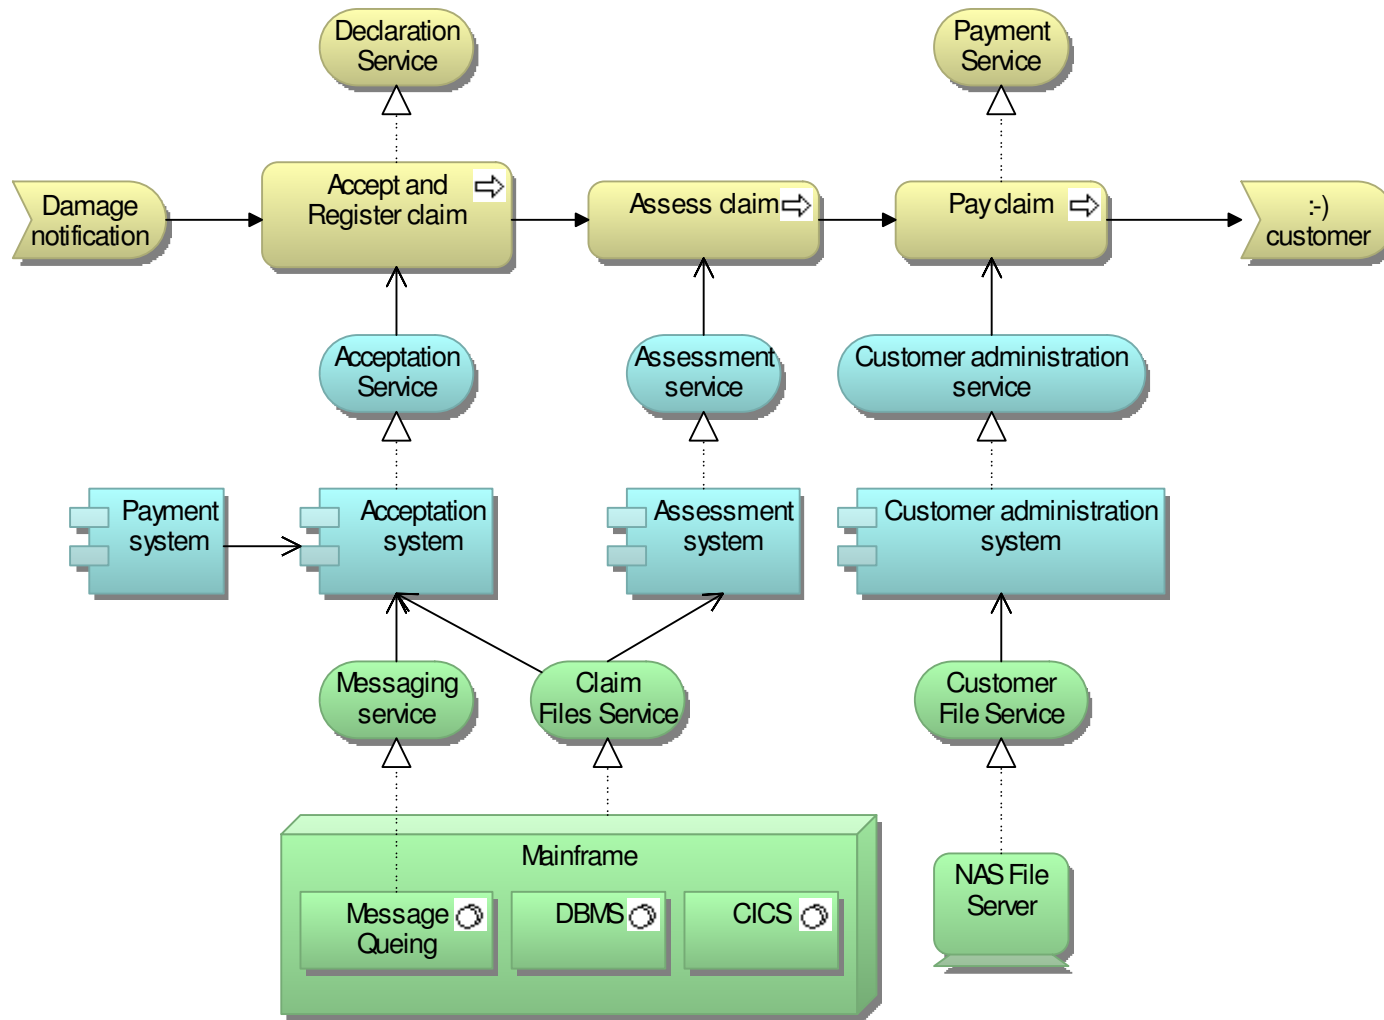 Declaration
Service
Payment
Service
Damage
notification
Accept and
Register claim
Assess claim
Pay claim
:-)
customer
Acceptation
Service
Assessment
service
Customer administration
service
Payment
system
Acceptation
system
Assessment
system
Customer administration
system
Messaging
service
Claim
Files Service
Customer
File Service
Mainframe
Message
Queing
DBMS
CICS
NAS File
Server